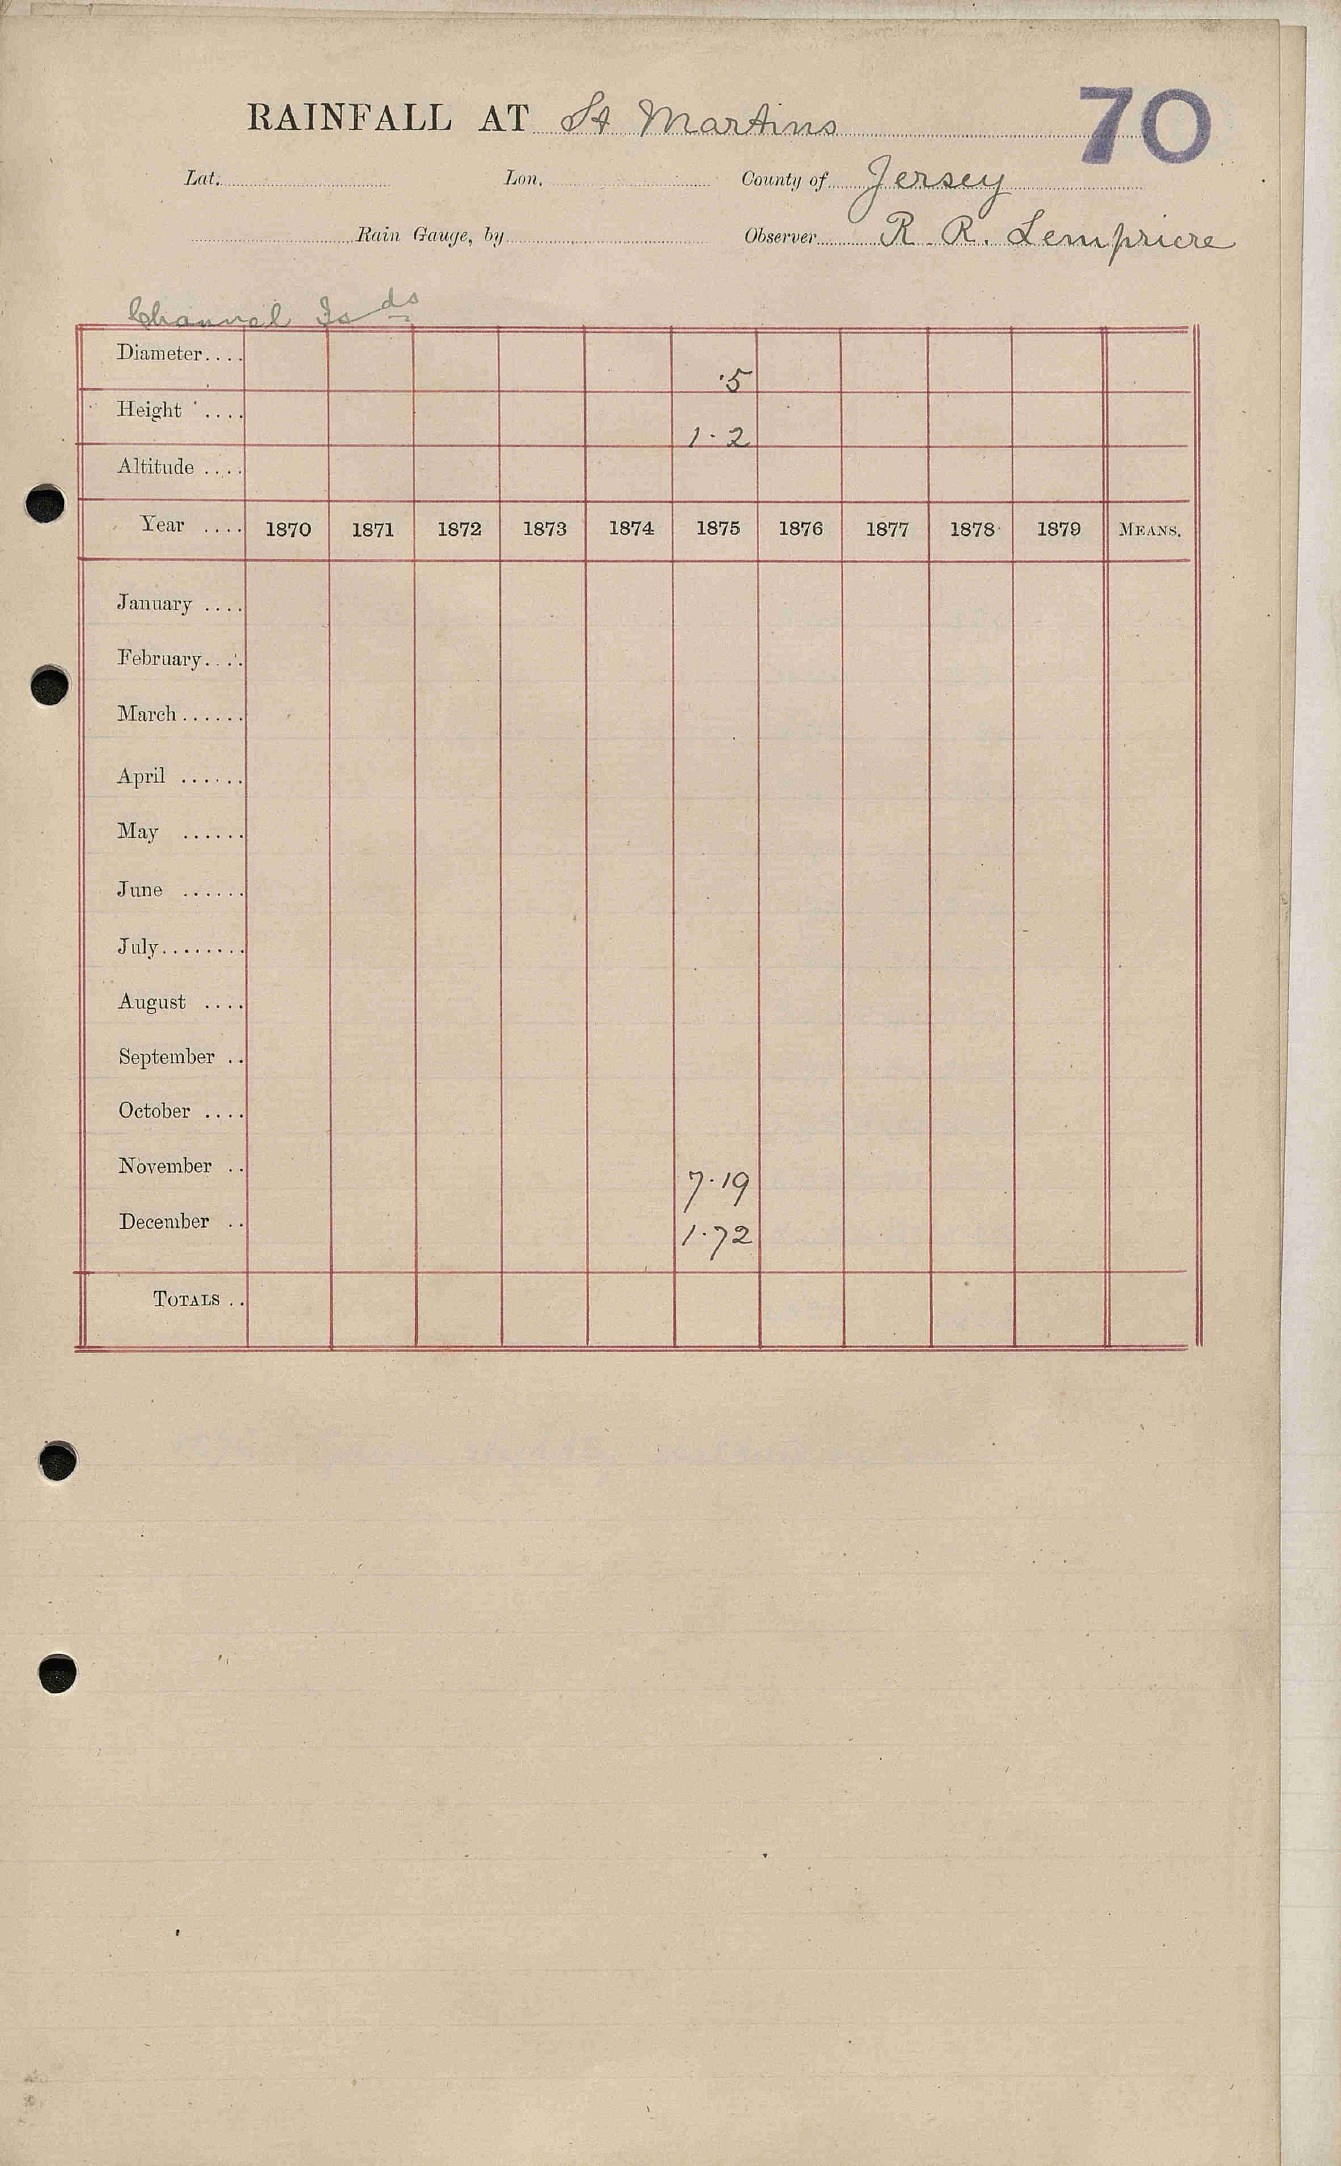 RAINFALL AT St Martins 70
Lat. Lon. County of Jersey
Rain Gauge, by Observer R. R. Lempriere
Channel Isds
Diameter.... ·5
Height .... 1·2
Altitude ....
Year .... 1870 1871 1872 1873 1874 1875 1876 1877 1878 1879 MEANS.
January ....
February....
March......
April ......
May ......
June ......
July........
August ....
September ..
October ....
November .. 7·19
December .. 1·72
TOTALS ..